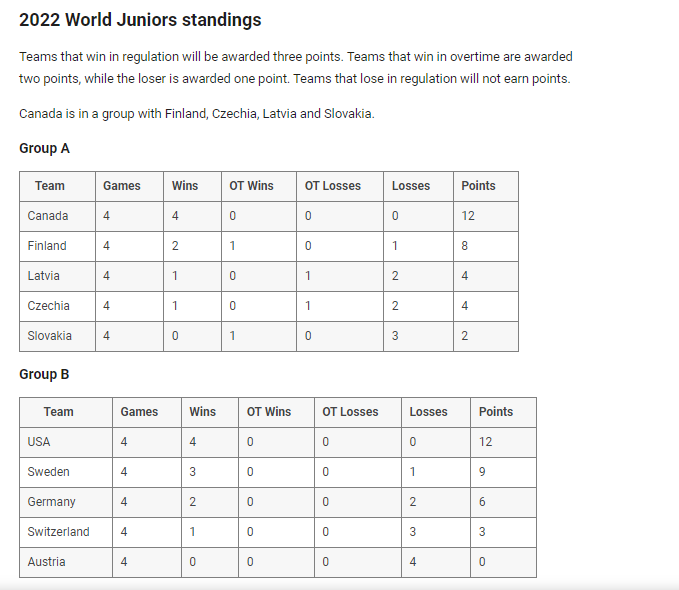 2022 World Juniors standings
Teams that win in regulation will be awarded three points. Teams that win in overtime are awarded
two points, while the loser is awarded one point. Teams that lose in regulation will not earn points.
Canada is in a group with Finland, Czechia, Latvia and Slovakia.
Group A
Team Games Wins OT Wins OT Losses Losses Points
Canada 4 4 0 0 0 12
Finland 4 2 1 0 1 8
Latvia 4 1 0 1 2 4
Czechia 4 1 0 1 2 4
Slovakia 4 0 1 0 3 2
Group B
Team Games Wins OT Wins OT Losses Losses Points
USA 4 4 0 0 0 12
Sweden 4 3 0 0 1 9
Germany 4 2 0 0 2 6
Switzerland 4 1 0 0 3 3
Austria 4 0 0 0 4 0